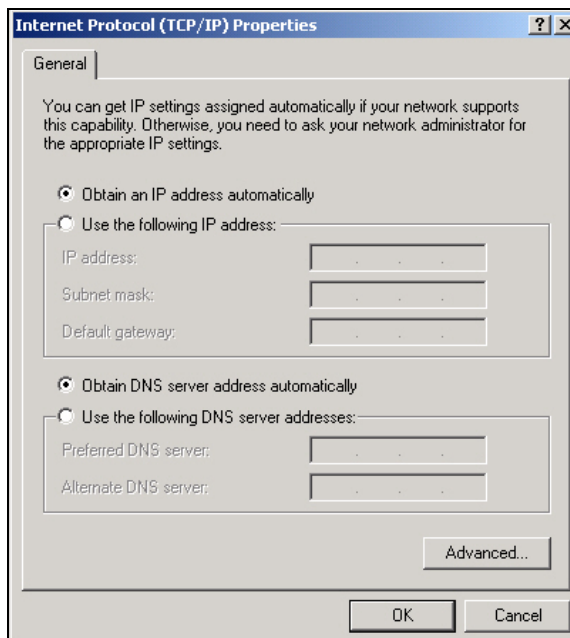 Internet Protocol (TCP/IP) Properties
General
You can get IP settings assigned automatically if your network supports
this capability. Otherwise, you need to ask your network administrator for
the appropriate IP settings.
Obtain an IP address automatically
Use the following IP address:
IP address:
Subnet mask:
Default gateway:
Obtain DNS server address automatically
Use the following DNS server addresses:
Preferred DNS server:
Alternate DNS server:
Advanced...
OK Cancel